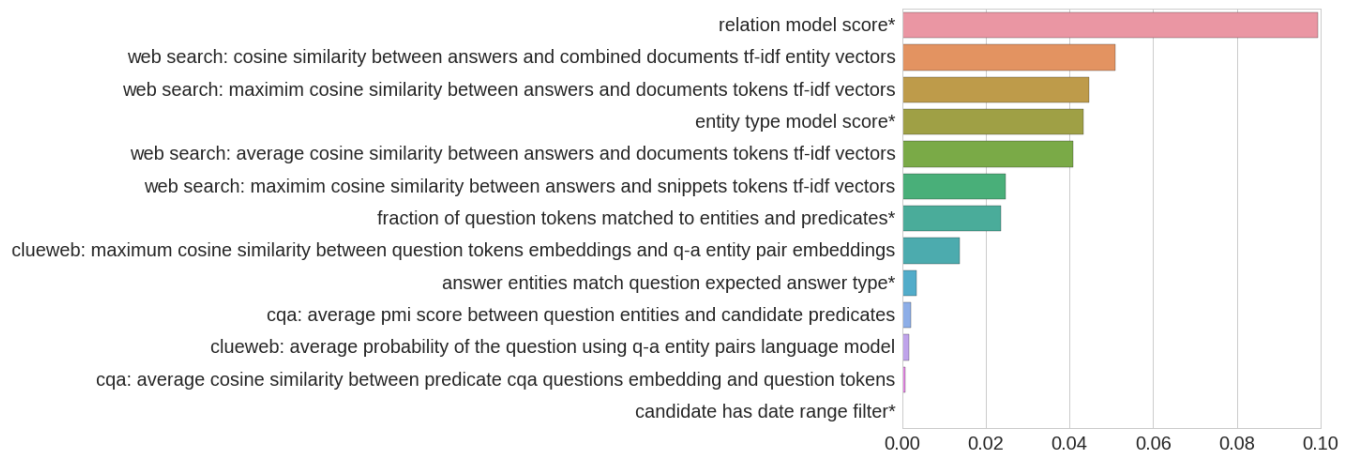 relation model score*
web search: cosine similarity between answers and combined documents tf-idf entity vectors
web search: maximim cosine similarity between answers and documents tokens tf-idf vectors
entity type model score*
web search: average cosine similarity between answers and documents tokens tf-idf vectors
web search: maximim cosine similarity between answers and snippets tokens tf-idf vectors
fraction of question tokens matched to entities and predicates*
clueweb: maximum cosine similarity between question tokens embeddings and q-a entity pair embeddings
answer entities match question expected answer type*
cqa: average pmi score between question entities and candidate predicates
clueweb: average probability of the question using q-a entity pairs language model
cqa: average cosine similarity between predicate cqa questions embedding and question tokens
candidate has date range filter*
0.00 0.02 0.04 0.06 0.08 0.10